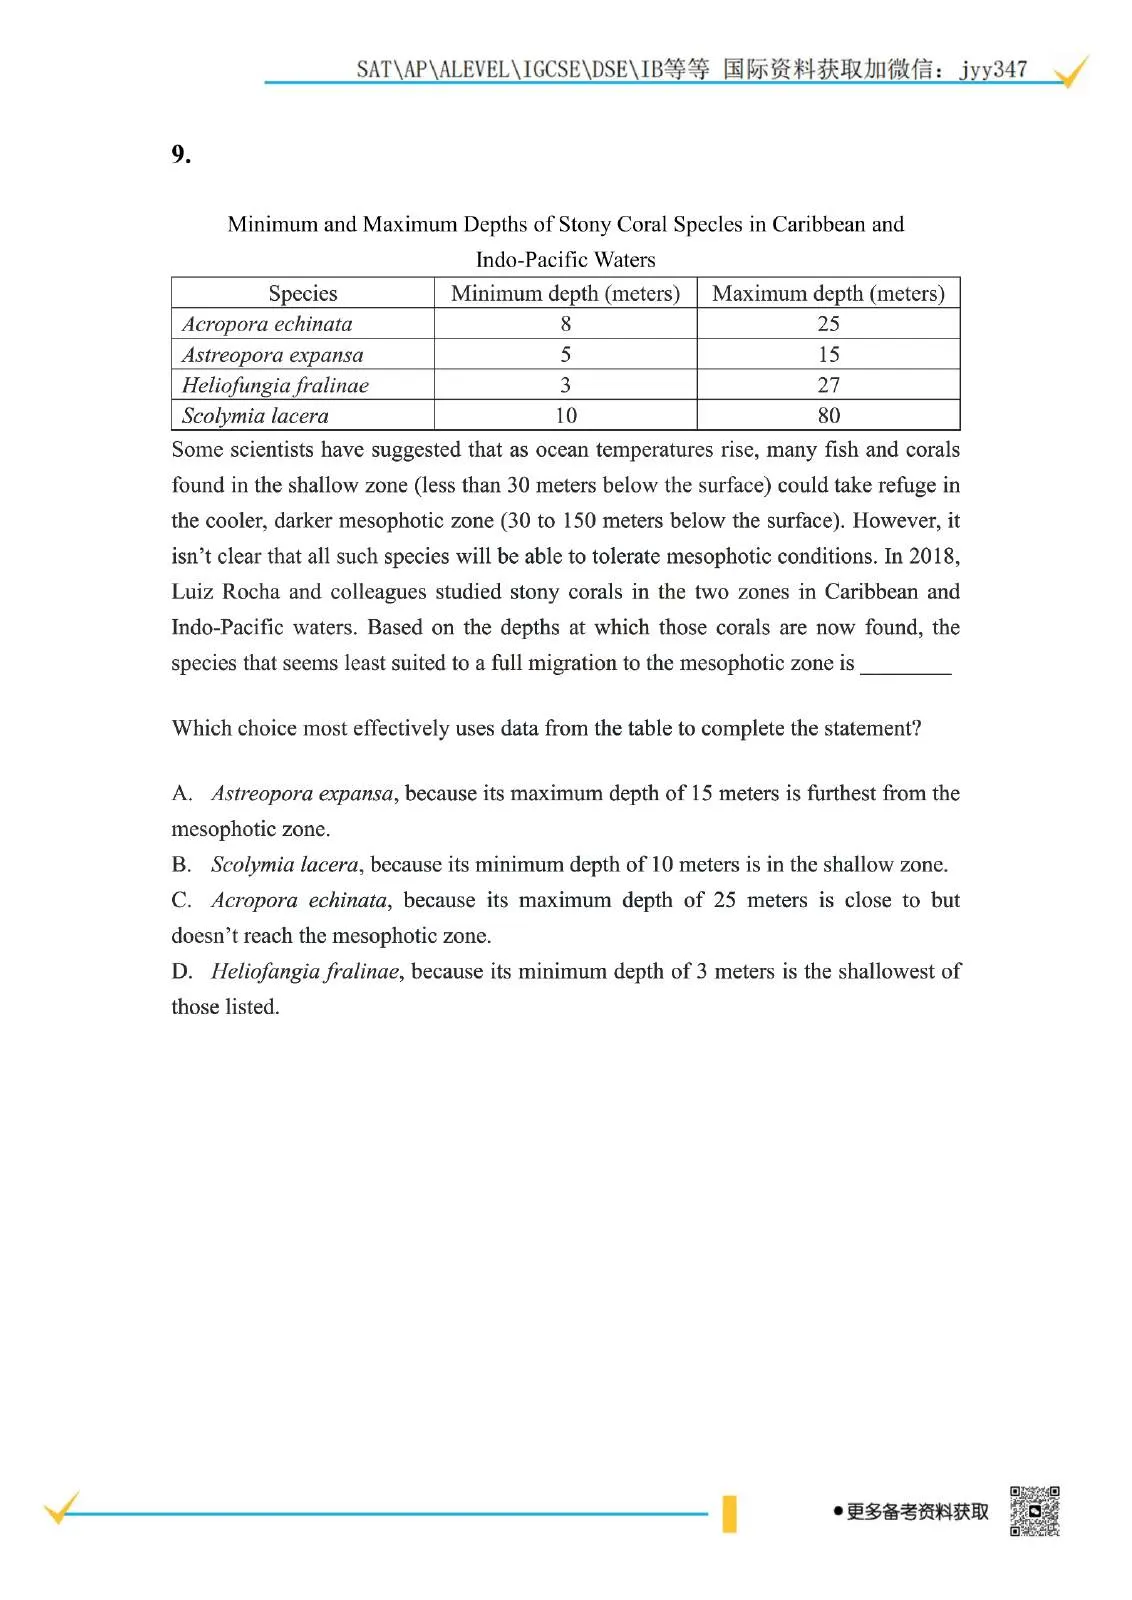 SAT\AP\ALEVEL\IGCSE\DSE\IB等等 国际资料获取加微信：jyy347
9.
Minimum and Maximum Depths of Stony Coral Specles in Caribbean and
Indo-Pacific Waters
Species Minimum depth (meters) Maximum depth (meters)
Acropora echinata 8 25
Astreopora expansa 5 15
Heliofungia fralinae 3 27
Scolymia lacera 10 80
Some scientists have suggested that as ocean temperatures rise, many fish and corals
found in the shallow zone (less than 30 meters below the surface) could take refuge in
the cooler, darker mesophotic zone (30 to 150 meters below the surface). However, it
isn’t clear that all such species will be able to tolerate mesophotic conditions. In 2018,
Luiz Rocha and colleagues studied stony corals in the two zones in Caribbean and
Indo-Pacific waters. Based on the depths at which those corals are now found, the
species that seems least suited to a full migration to the mesophotic zone is ________
Which choice most effectively uses data from the table to complete the statement?
A. Astreopora expansa, because its maximum depth of 15 meters is furthest from the
mesophotic zone.
B. Scolymia lacera, because its minimum depth of 10 meters is in the shallow zone.
C. Acropora echinata, because its maximum depth of 25 meters is close to but
doesn’t reach the mesophotic zone.
D. Heliofangia fralinae, because its minimum depth of 3 meters is the shallowest of
those listed.
●更多备考资料获取